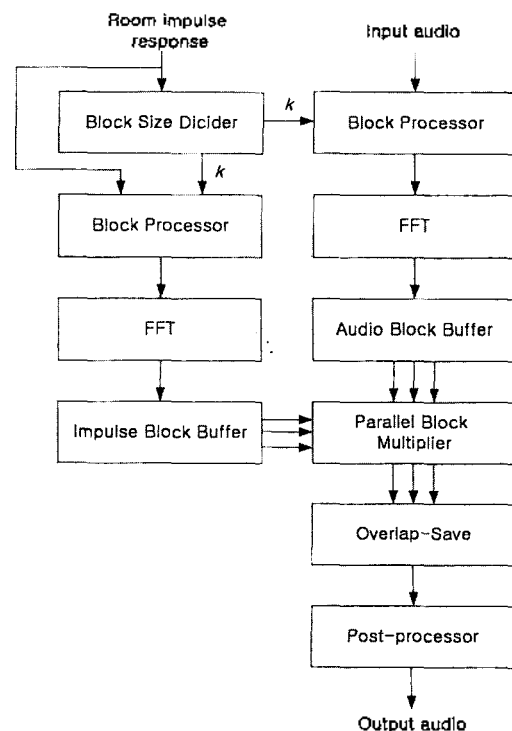 Room impulse
response
Input audio
Block Size Dicider
k
Block Processor
k
Block Processor
FFT
FFT
Audio Block Buffer
Impulse Block Buffer
Parallel Block
Multiplier
Overlap-Save
Post-processor
Output audio